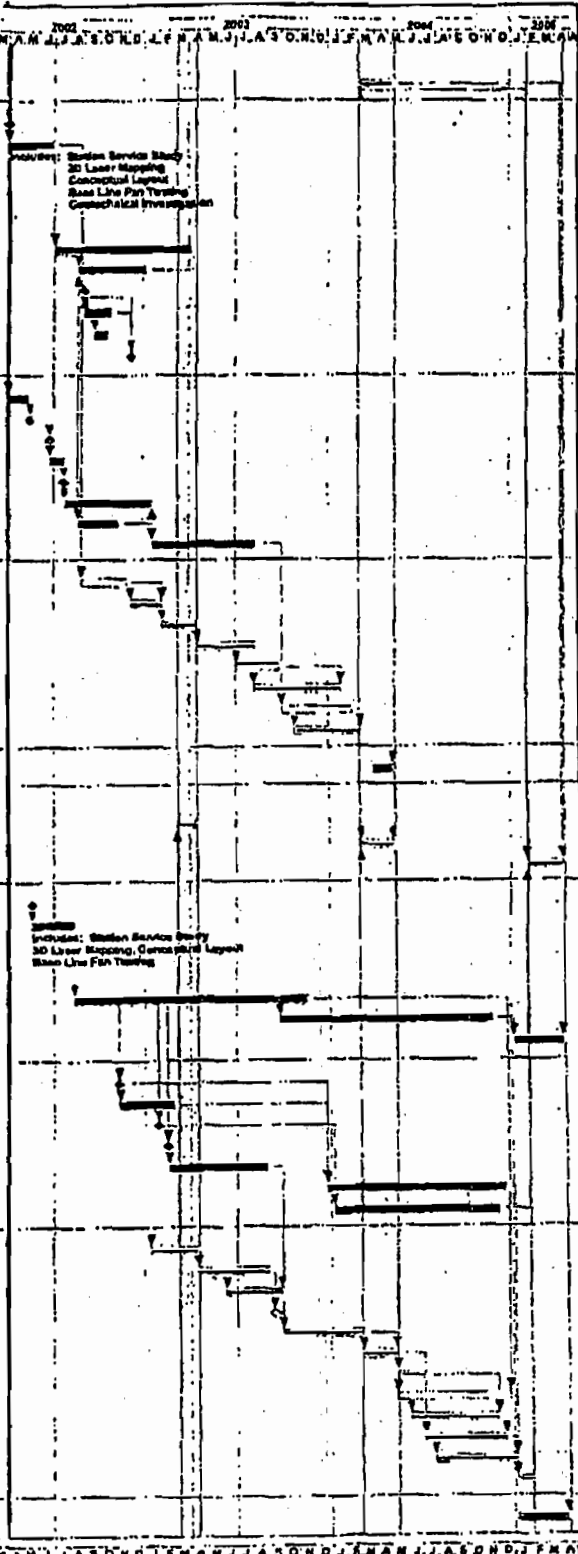 2002 2003 2004 2005
M A M J J A S O N D J F M A M J J A S O N D J F M A M J J A S O N D J F M A
Includes: Station Service Study
3D Laser Mapping
Conceptual Layout
Base Line Fan Testing
Geotechnical Investigation
Includes: Station Service Study
3D Laser Mapping, Conceptual Layout
Base Line Fan Testing
M A M J J A S O N D J F M A M J J A S O N D J F M A M J J A S O N D J F M A